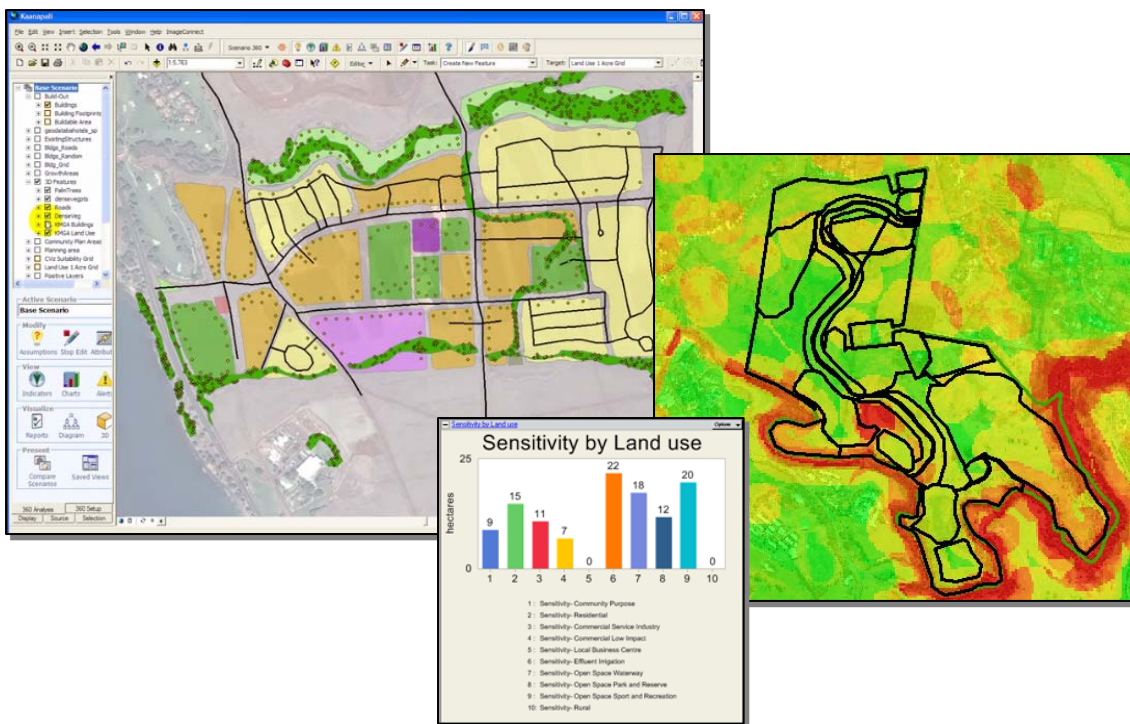 Kaanapali
File Edit View Insert Selection Tools Window Help ImageConnect
Scenario 360
1:5,763
Editor
Task: Create New Feature
Target: Land Use 1 Acre Grid
Base Scenario
Build-Out
Buildings
Building Footprints
Buildable Area
geodatabahotels_sp
ExistingStructures
Bldgs_Roads
Bldgs_Random
Bldg_Grid
GrowthAreas
3D Features
PalmTrees
densevegpts
Roads
DenseVeg
KMGA Buildings
KMGA Land Use
Community Plan Areas
Planning area
CViz Suitability Grid
Land Use 1 Acre Grid
Positive Layers
Active Scenario
Base Scenario
Modify
Assumptions Stop Edit Attribut
View
Indicators Charts Alerts
Visualize
Reports Diagram 3D
Present
Compare Scenarios Saved Views
360 Analysis 360 Setup
Display Source Selection
Sensitivity by Land use
Options
Sensitivity by Land use
hectares
25
0
9 15 11 7 0 22 18 12 20 0
1 2 3 4 5 6 7 8 9 10
1 : Sensitivity- Community Purpose
2 : Sensitivity- Residential
3 : Sensitivity- Commercial Service Industry
4 : Sensitivity- Commercial Low Impact
5 : Sensitivity- Local Business Centre
6 : Sensitivity- Effluent Irrigation
7 : Sensitivity- Open Space Waterway
8 : Sensitivity- Open Space Park and Reserve
9 : Sensitivity- Open Space Sport and Recreation
10: Sensitivity- Rural